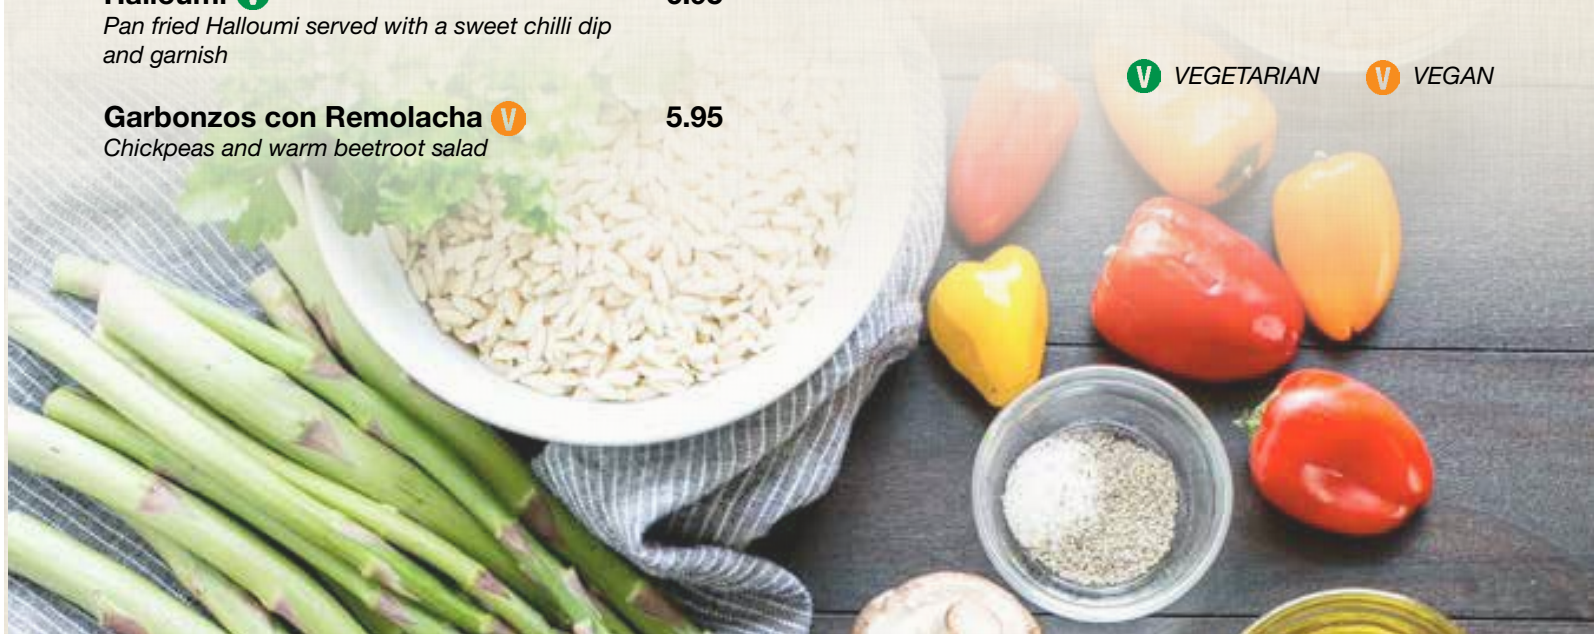 Halloumi V
Pan fried Halloumi served with a sweet chilli dip
and garnish
Garbonzos con Remolacha V 5.95
Chickpeas and warm beetroot salad
V VEGETARIAN V VEGAN